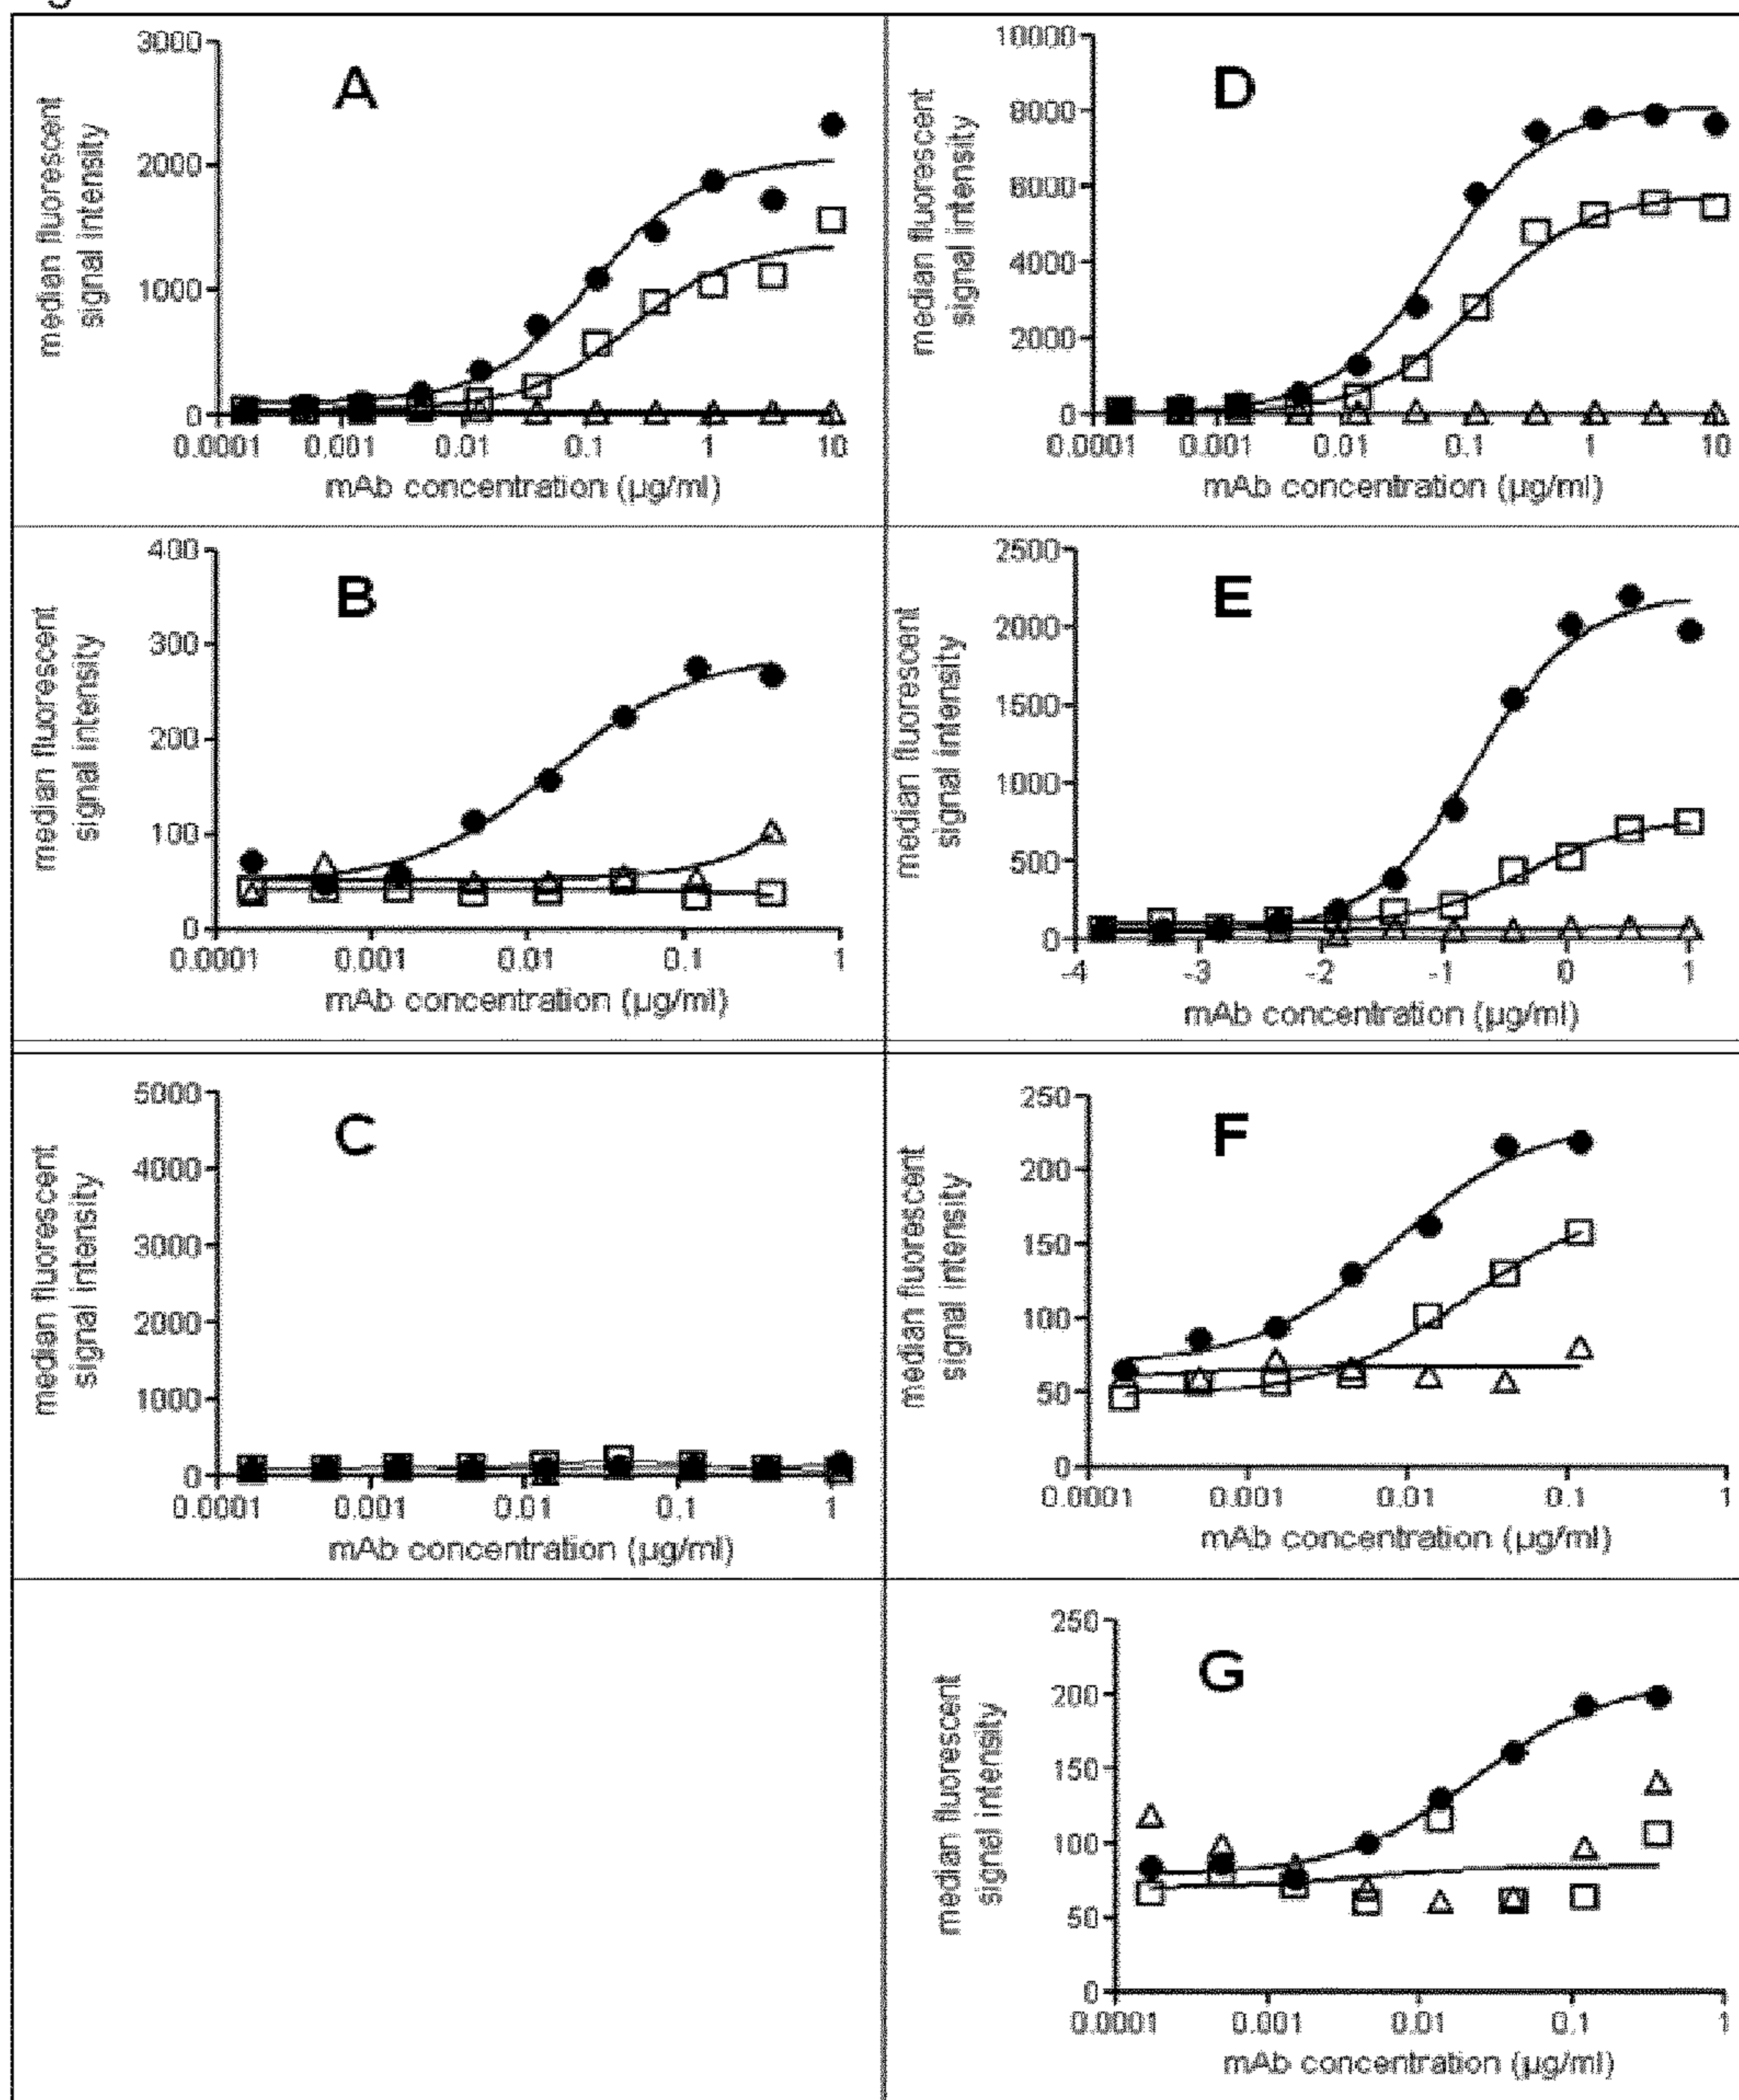 A
median fluorescent
signal intensity
3000
2000
1000
0
0.0001 0.001 0.01 0.1 1 10
mAb concentration (µg/ml)
D
median fluorescent
signal intensity
10000
8000
6000
4000
2000
0
0.0001 0.001 0.01 0.1 1 10
mAb concentration (µg/ml)
B
median fluorescent
signal intensity
400
300
200
100
0
0.0001 0.001 0.01 0.1 1
mAb concentration (µg/ml)
E
median fluorescent
signal intensity
2500
2000
1500
1000
500
0
-4 -3 -2 -1 0 1
mAb concentration (µg/ml)
C
median fluorescent
signal intensity
5000
4000
3000
2000
1000
0
0.0001 0.001 0.01 0.1 1
mAb concentration (µg/ml)
F
median fluorescent
signal intensity
250
200
150
100
50
0
0.0001 0.001 0.01 0.1 1
mAb concentration (µg/ml)
G
median fluorescent
signal intensity
250
200
150
100
50
0
0.0001 0.001 0.01 0.1 1
mAb concentration (µg/ml)